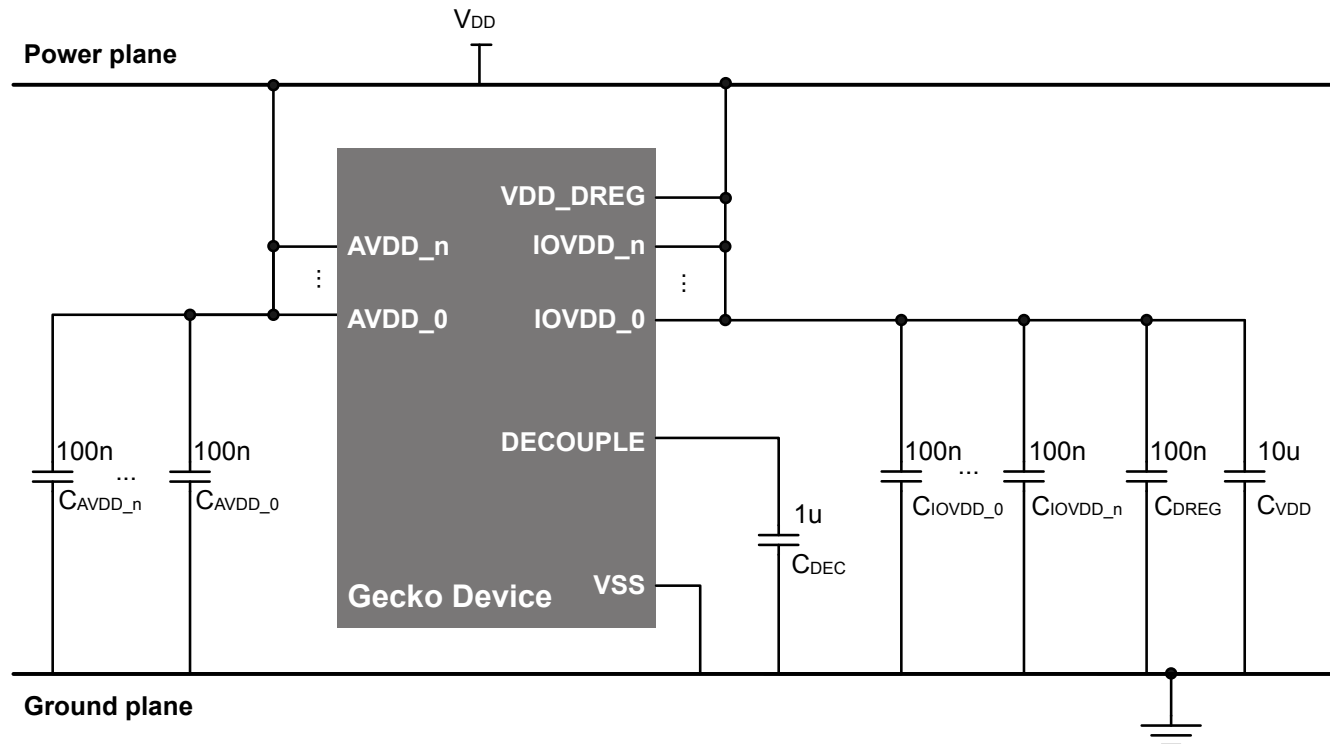 VDD
Power plane
VDD_DREG
AVDD_n
IOVDD_n
⋮
⋮
AVDD_0
IOVDD_0
DECOUPLE
100n
...
100n
100n
...
100n
100n
10u
CAVDD_n
CAVDD_0
CIOVDD_0
CIOVDD_n
CDREG
CVDD
1u
CDEC
VSS
Gecko Device
Ground plane